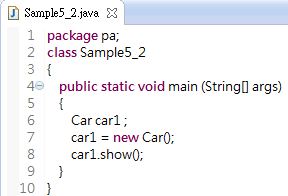 Sample5_2.java
1 package pa;
2 class Sample5_2
3 {
4 public static void main (String[] args)
5 {
6 Car car1 ;
7 car1 = new Car();
8 car1.show();
9 }
10 }